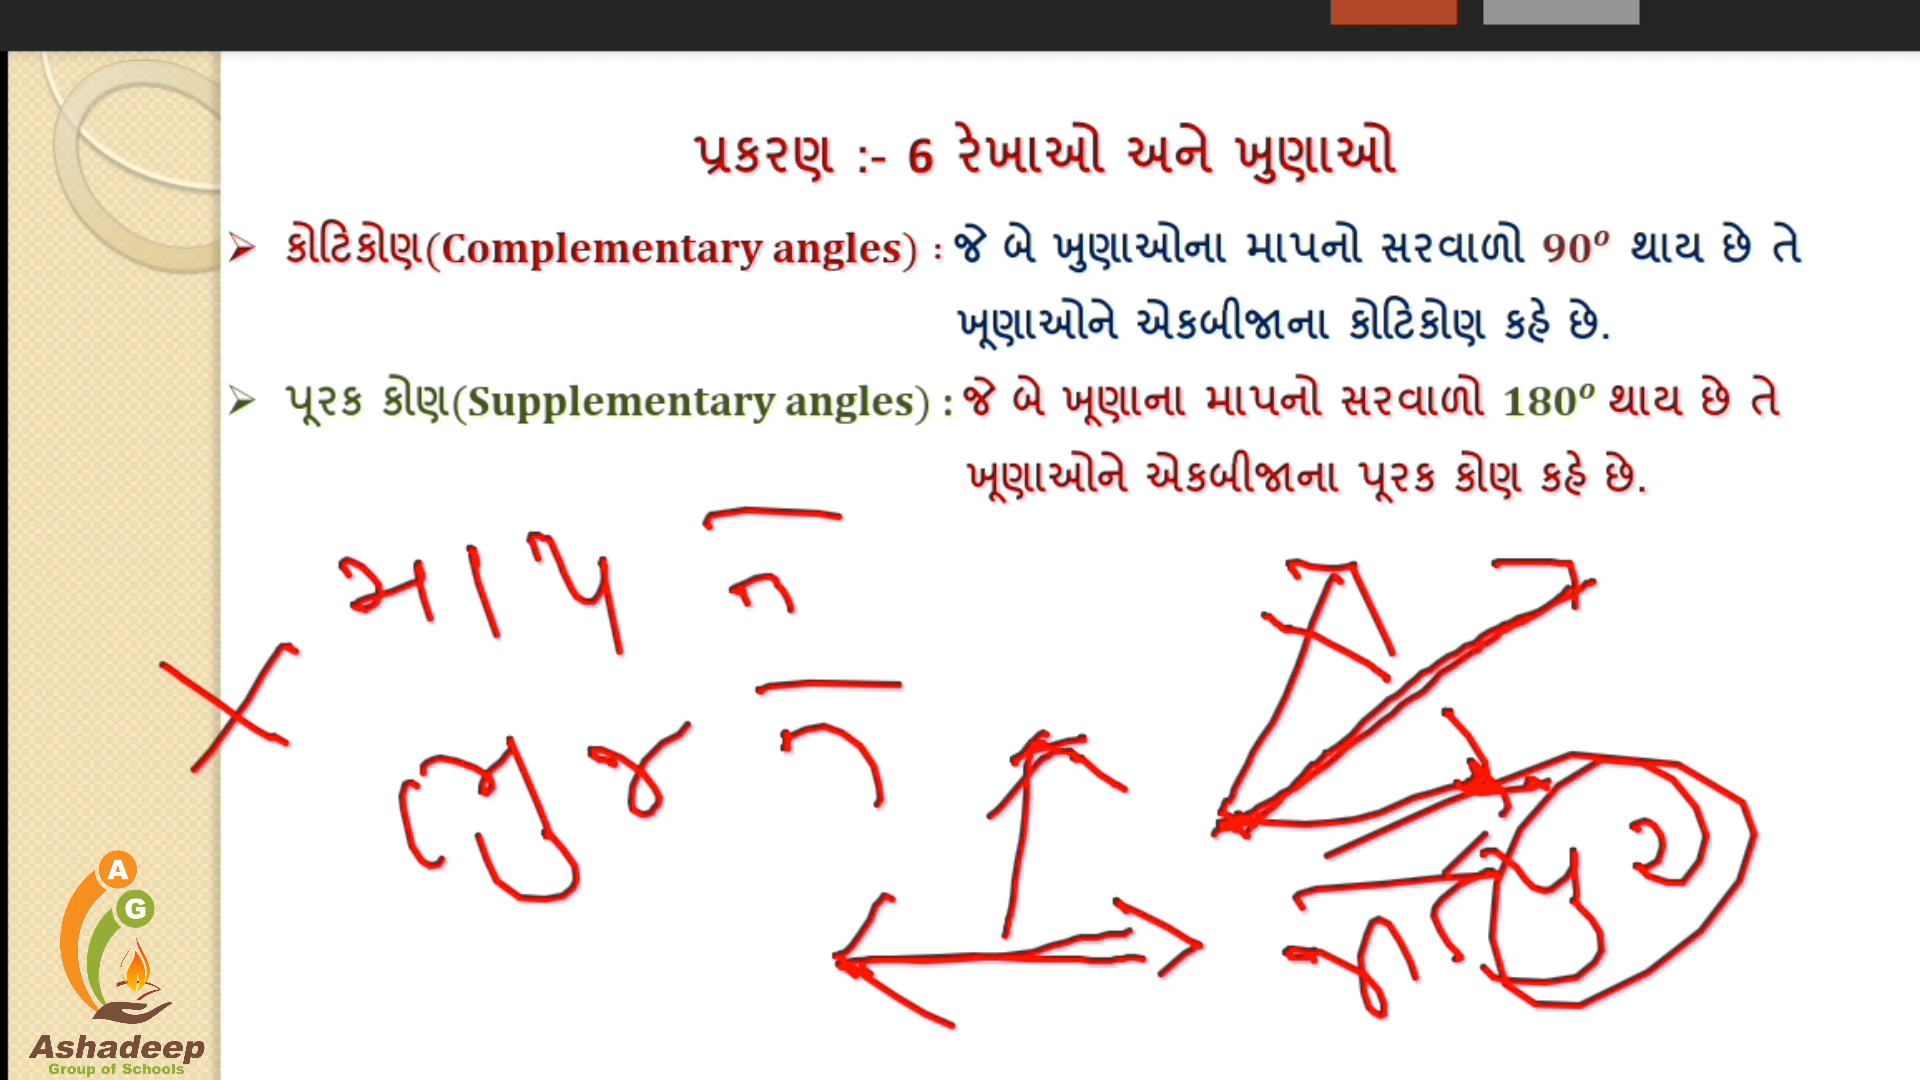 પ્રકરણ :- 6 રેખાઓ અને ખુણાઓ
➢ કોટિકોણ(Complementary angles) : જે બે ખુણાઓના માપનો સરવાળો 90° થાય છે તે
ખૂણાઓને એકબીજાના કોટિકોણ કહે છે.
➢ પૂરક કોણ(Supplementary angles) : જે બે ખૂણાના માપનો સરવાળો 180° થાય છે તે
ખૂણાઓને એકબીજાના પૂરક કોણ કહે છે.
માપ
A
G
Ashadeep
Group of Schools